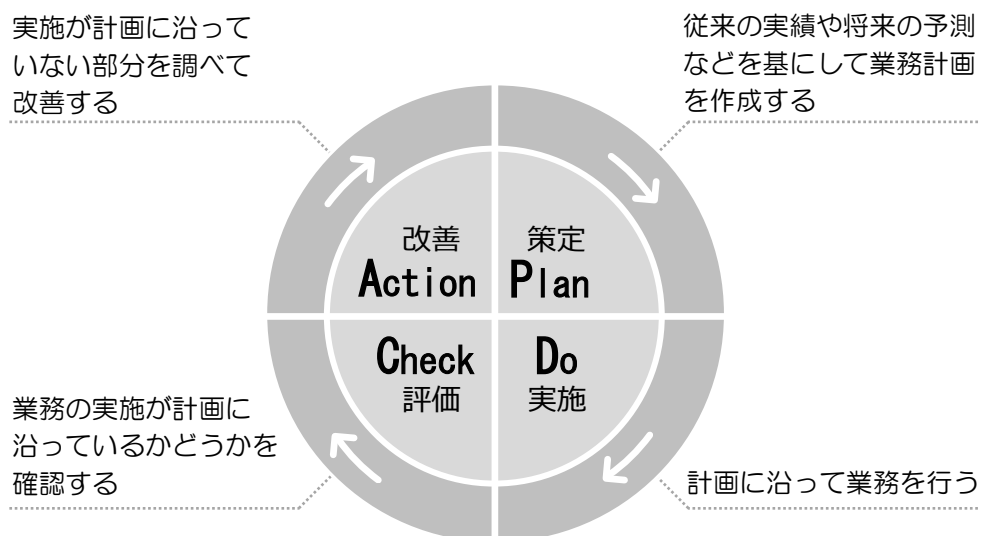 実施が計画に沿って
いない部分を調べて
改善する
従来の実績や将来の予測
などを基にして業務計画
を作成する
改善
Action
策定
Plan
Check
評価
Do
実施
業務の実施が計画に
沿っているかどうかを
確認する
計画に沿って業務を行う